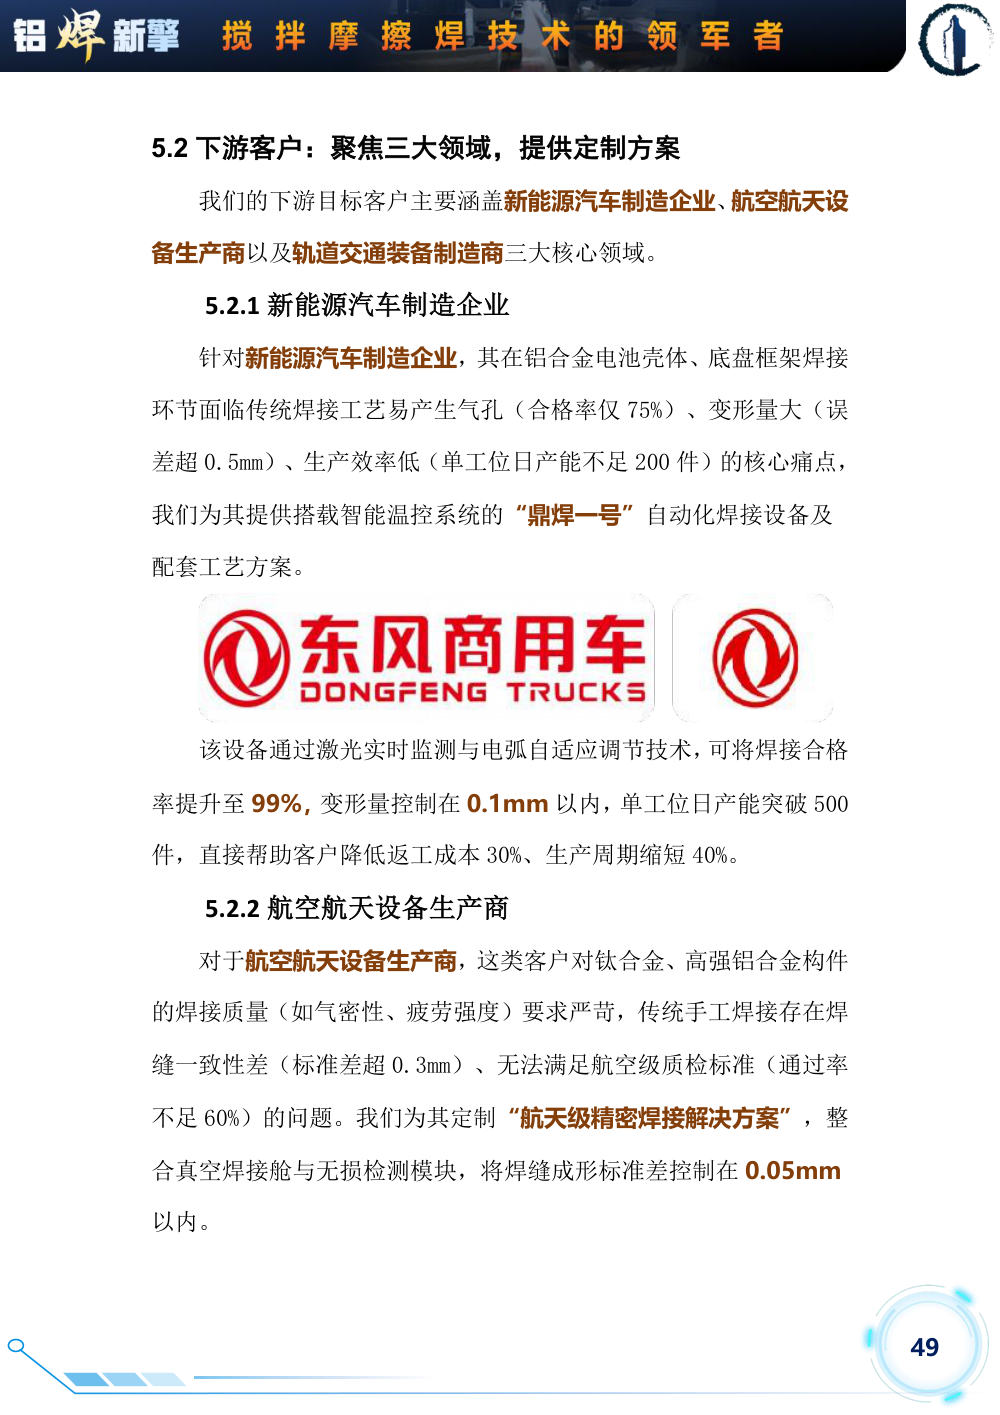 铝焊新擎 搅拌摩擦焊技术的领军者
5.2 下游客户：聚焦三大领域，提供定制方案
我们的下游目标客户主要涵盖新能源汽车制造企业、航空航天设
备生产商以及轨道交通装备制造商三大核心领域。
5.2.1 新能源汽车制造企业
针对新能源汽车制造企业，其在铝合金电池壳体、底盘框架焊接
环节面临传统焊接工艺易产生气孔（合格率仅 75%）、变形量大（误
差超 0.5mm）、生产效率低（单工位日产能不足 200 件）的核心痛点，
我们为其提供搭载智能温控系统的“鼎焊一号”自动化焊接设备及
配套工艺方案。
东风商用车
DONGFENG TRUCKS
该设备通过激光实时监测与电弧自适应调节技术，可将焊接合格
率提升至 99%，变形量控制在 0.1mm 以内，单工位日产能突破 500
件，直接帮助客户降低返工成本 30%、生产周期缩短 40%。
5.2.2 航空航天设备生产商
对于航空航天设备生产商，这类客户对钛合金、高强铝合金构件
的焊接质量（如气密性、疲劳强度）要求严苛，传统手工焊接存在焊
缝一致性差（标准差超 0.3mm）、无法满足航空级质检标准（通过率
不足 60%）的问题。我们为其定制“航天级精密焊接解决方案”，整
合真空焊接舱与无损检测模块，将焊缝成形标准差控制在 0.05mm
以内。
49